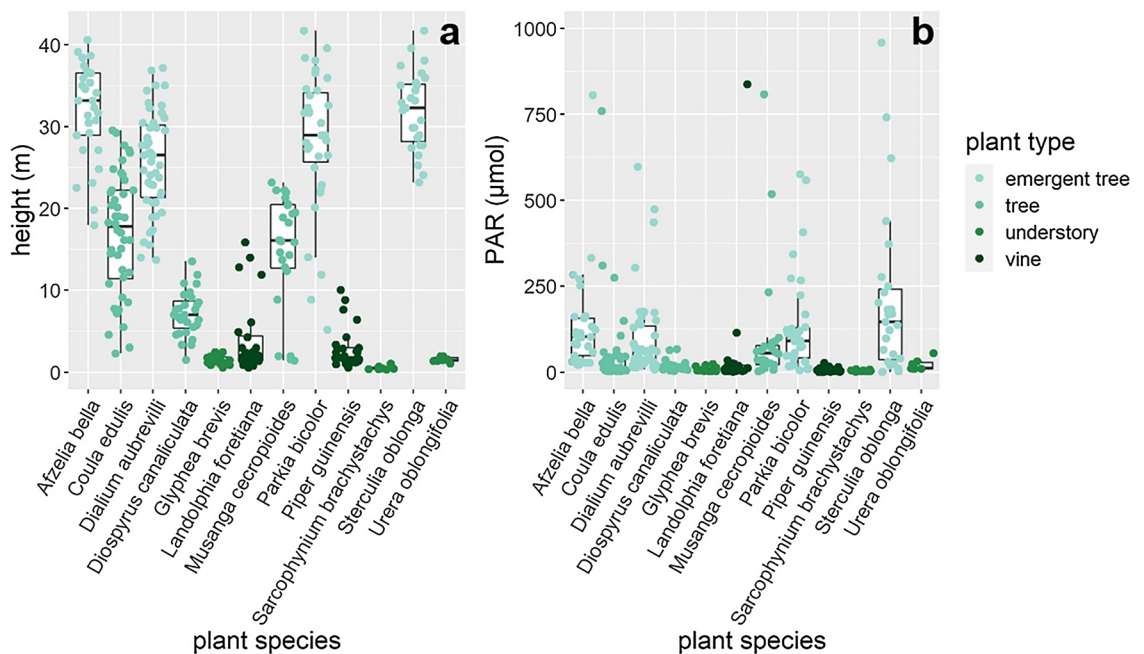 a
height (m)
40
30
20
10
0
Afzelia bella
Coula edulis
Dialium aubrevilli
Diospyrus canaliculata
Glyphea brevis
Landolphia foretiana
Musanga cecropioides
Parkia bicolor
Piper guinensis
Sarcophynium brachystachys
Sterculia oblonga
Urera oblongifolia
plant species
b
PAR (µmol)
1000
750
500
250
0
Afzelia bella
Coula edulis
Dialium aubrevilli
Diospyrus canaliculata
Glyphea brevis
Landolphia foretiana
Musanga cecropioides
Parkia bicolor
Piper guinensis
Sarcophynium brachystachys
Sterculia oblonga
Urera oblongifolia
plant species
plant type
emergent tree
tree
understory
vine